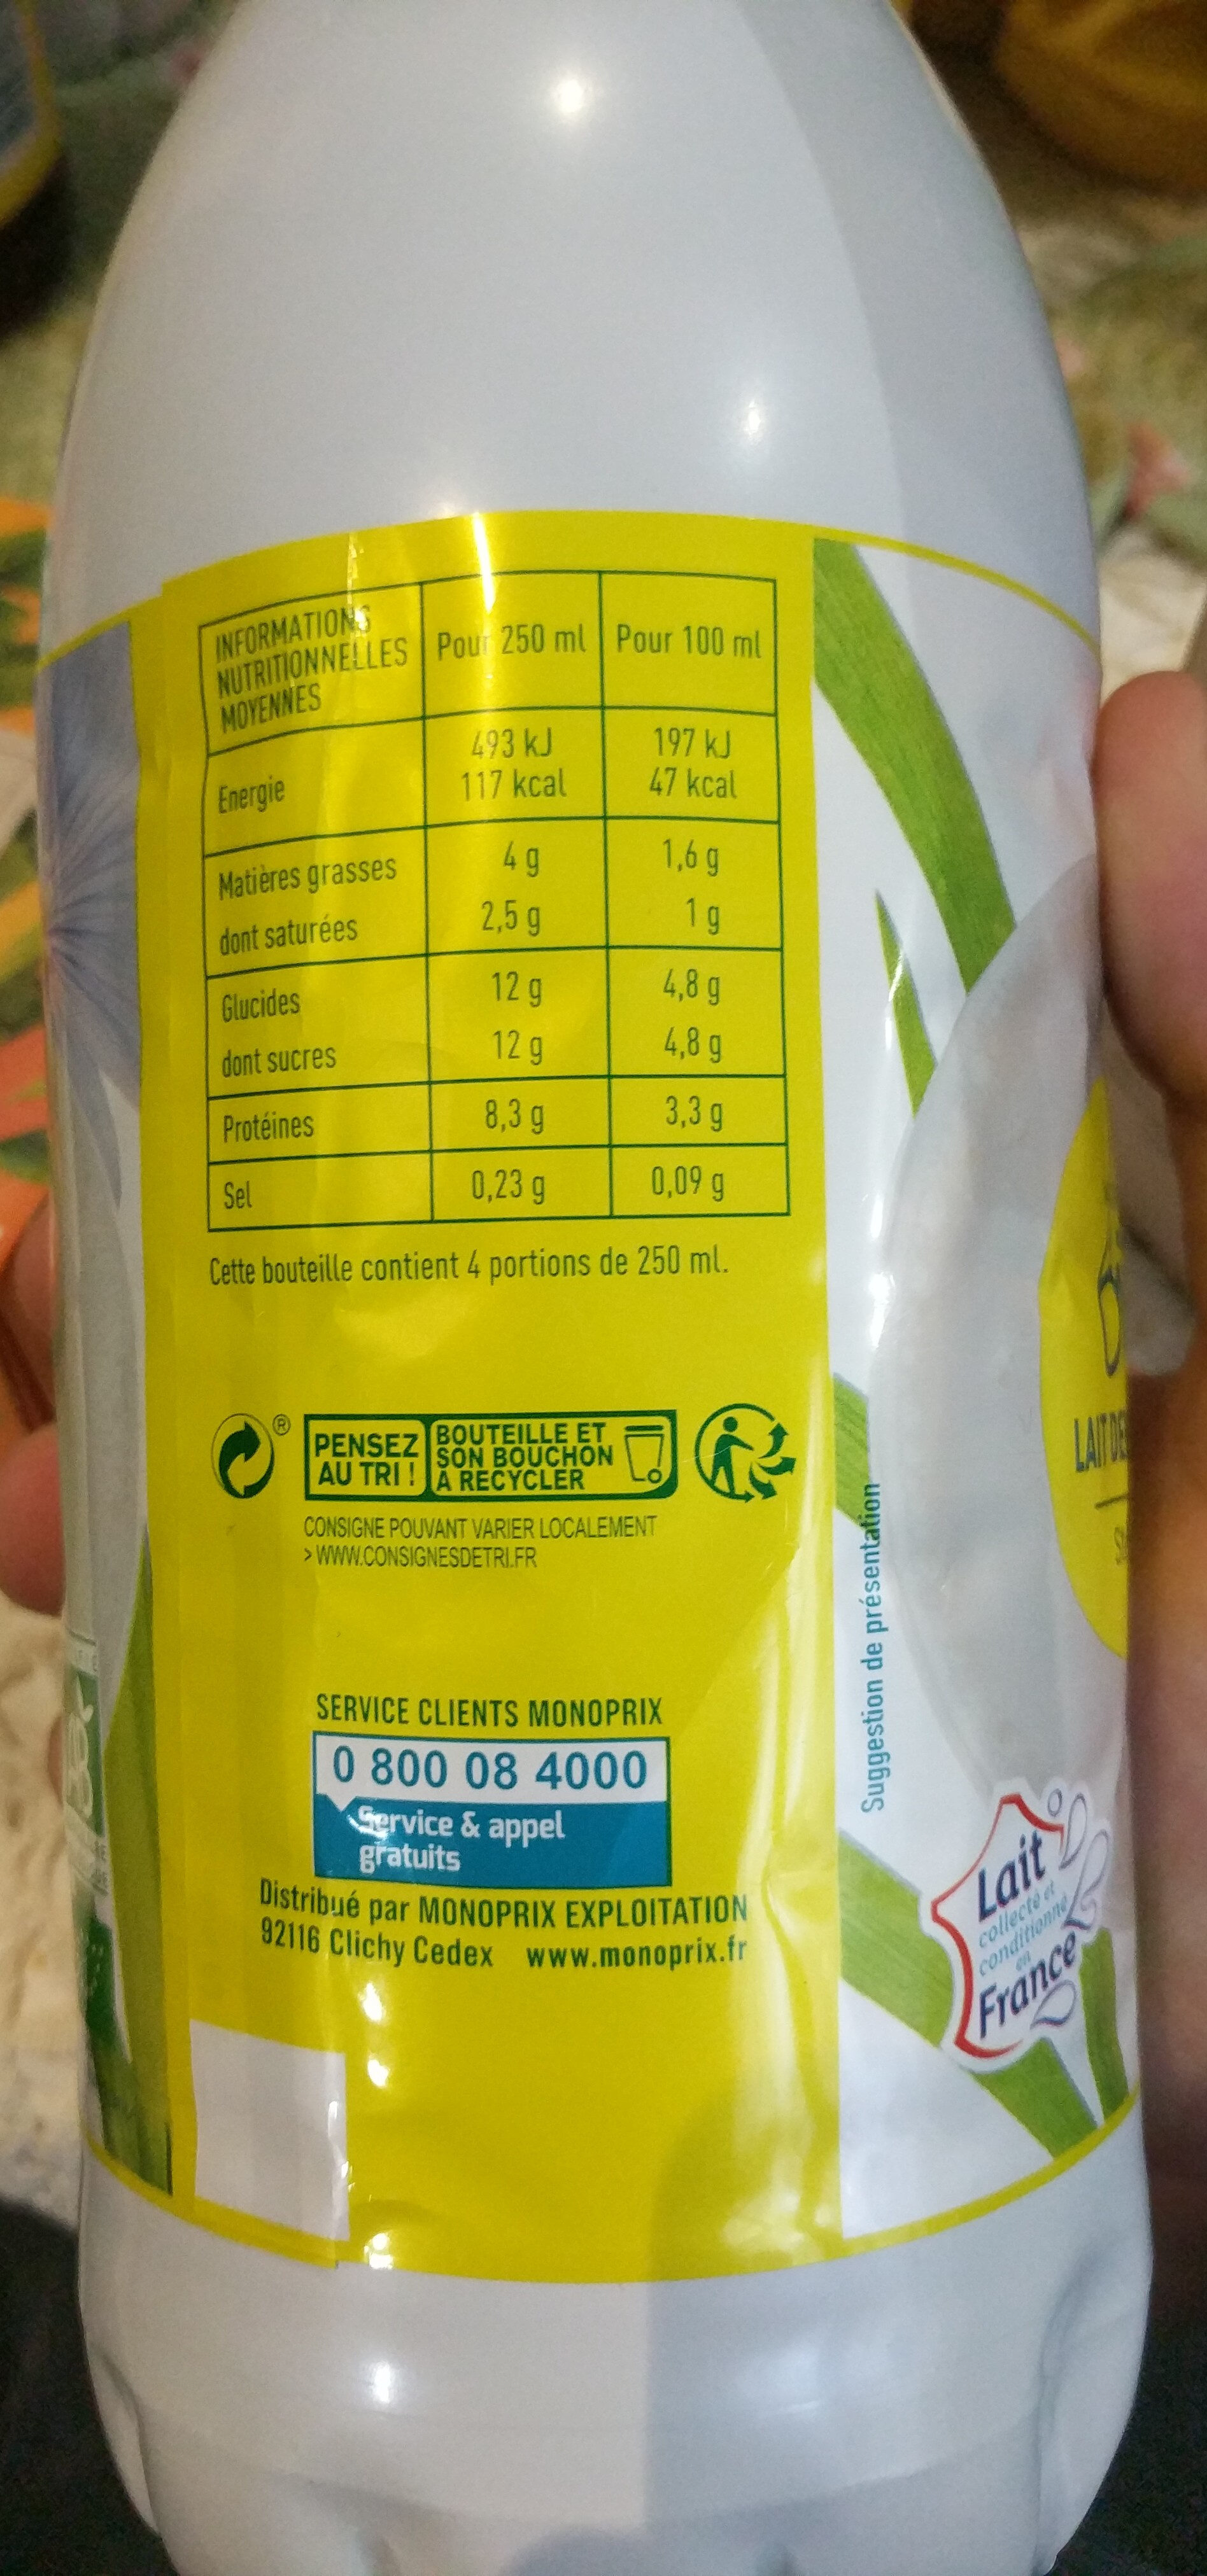 INFORMATIONS
NUTRITIONNELLES
MOYENNES
Pour 250 ml
Pour 100 ml
Energie
493 kJ
117 kcal
197 kJ
47 kcal
Matières grasses
4 g
1,6 g
dont saturées
2,5 g
1 g
Glucides
12 g
4,8 g
dont sucres
12 g
4,8 g
Protéines
8,3 g
3,3 g
Sel
0,23 g
0,09 g
Cette bouteille contient 4 portions de 250 ml.
®
PENSEZ
AU TRI !
BOUTEILLE ET
SON BOUCHON
À RECYCLER
CONSIGNE POUVANT VARIER LOCALEMENT
> WWW.CONSIGNESDETRI.FR
SERVICE CLIENTS MONOPRIX
0 800 08 4000
Service & appel
gratuits
Distribué par MONOPRIX EXPLOITATION
92116 Clichy Cedex www.monoprix.fr
Suggestion de présentation
LAIT
Lait
collecté et
conditionné
en
France